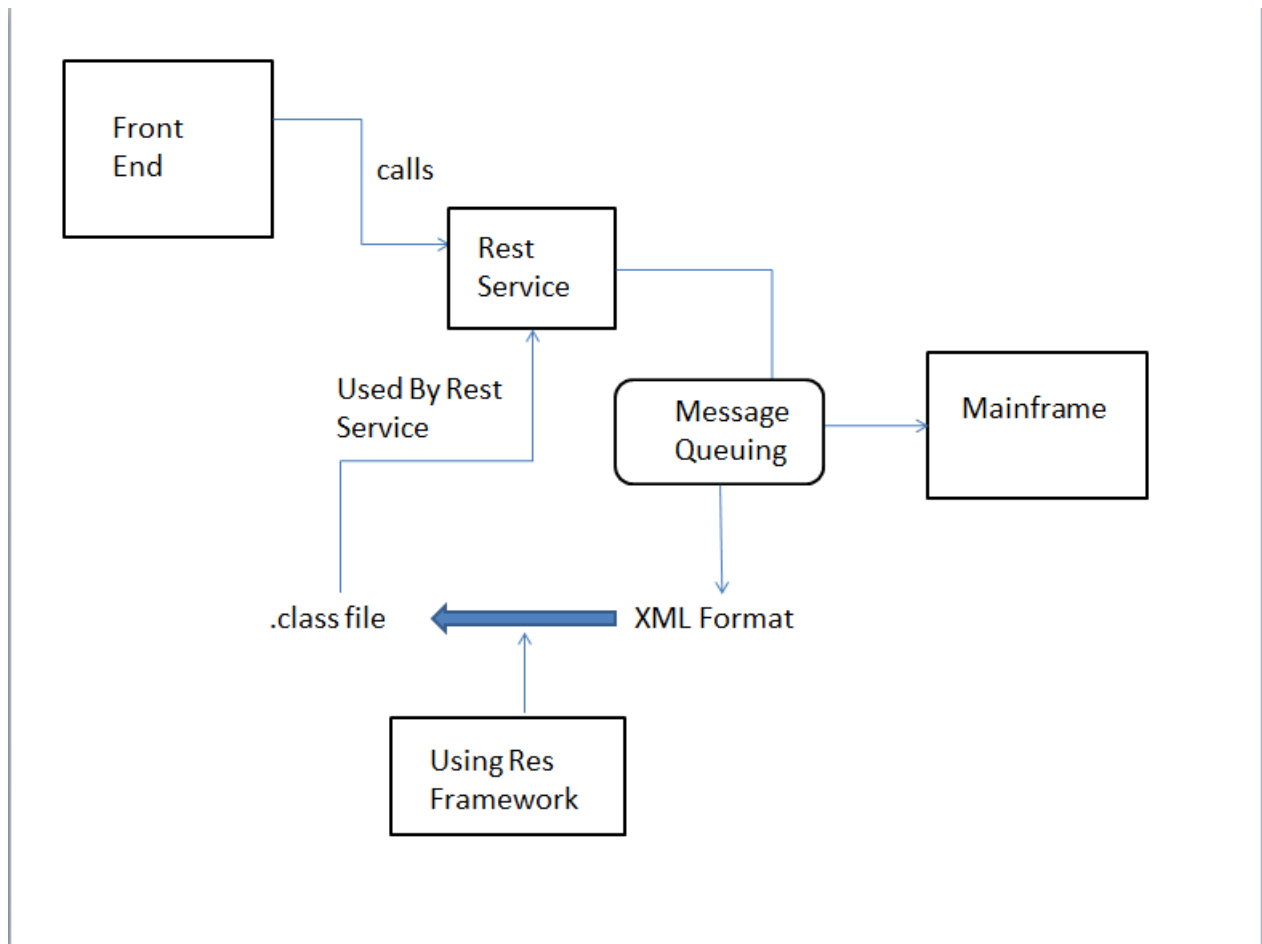 Front
End
calls
Rest
Service
Used By Rest
Service
Message
Queuing
Mainframe
.class file
XML Format
Using Res
Framework